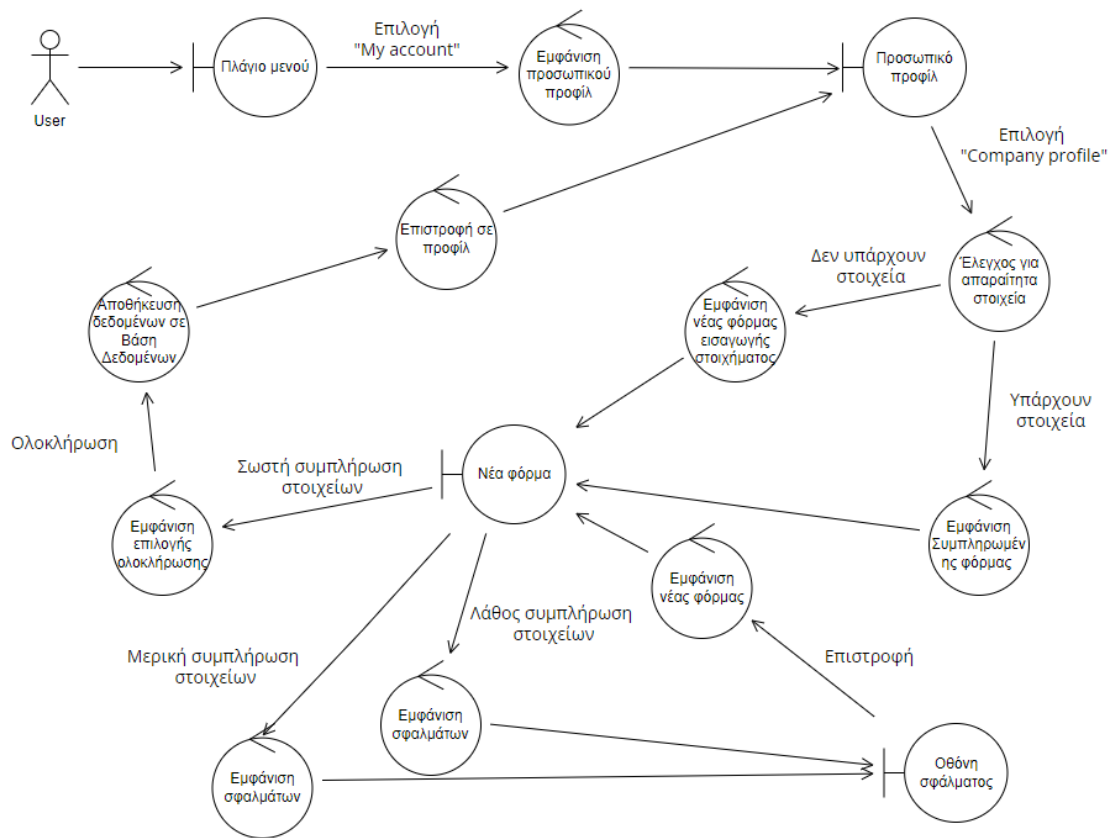 User
Πλάγιο μενού
Επιλογή
"My account"
Εμφάνιση
προσωπικού
προφίλ
Προσωπικό
προφίλ
Επιλογή
"Company profile"
Επιστροφή σε
προφίλ
Δεν υπάρχουν
στοιχεία
Έλεγχος για
απαραίτητα
στοιχεία
Αποθήκευση
δεδομένων σε
Βάση
Δεδομένων
Εμφάνιση
νέας φόρμας
εισαγωγής
στοιχήματος
Υπάρχουν
στοιχεία
Ολοκλήρωση
Σωστή συμπλήρωση
στοιχείων
Νέα φόρμα
Εμφάνιση
επιλογής
ολοκλήρωσης
Εμφάνιση
Συμπληρωμέν
ης φόρμας
Εμφάνιση
νέας φόρμας
Λάθος συμπλήρωση
στοιχείων
Μερική συμπλήρωση
στοιχείων
Επιστροφή
Εμφάνιση
σφαλμάτων
Εμφάνιση
σφαλμάτων
Οθόνη
σφάλματος